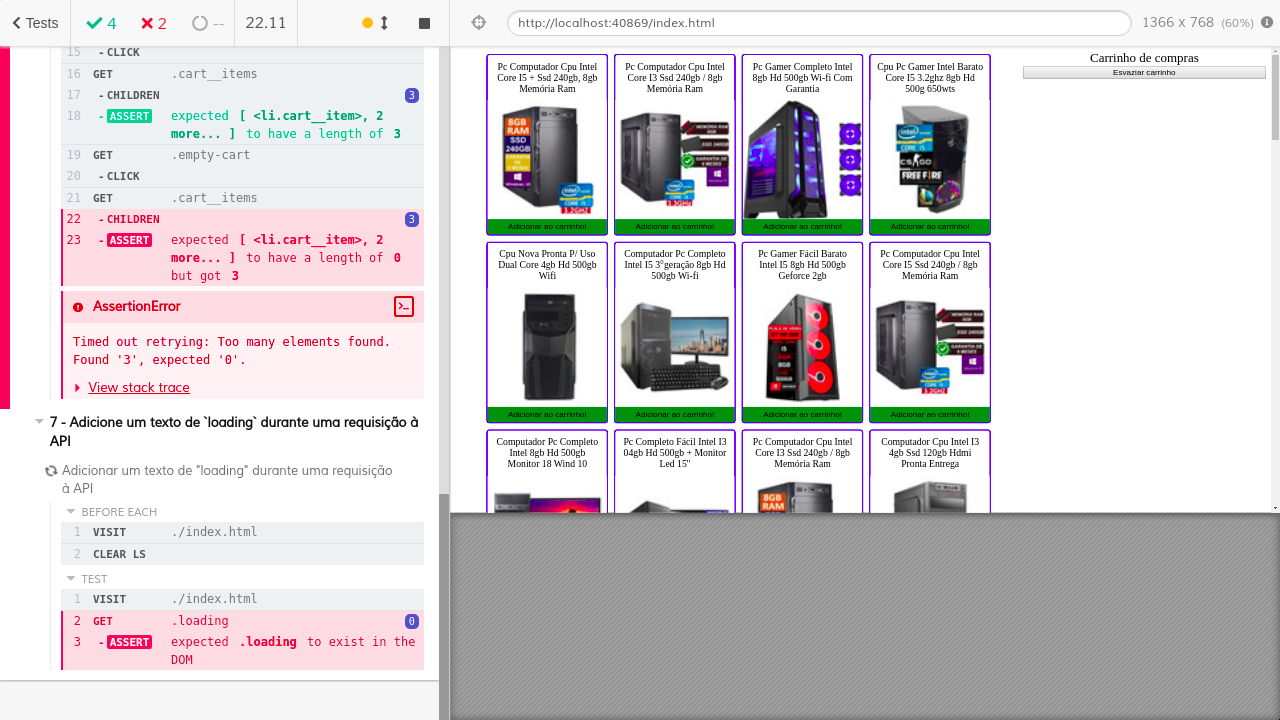 Tests
4
2
--
22.11
http://localhost:40869/index.html
1366 x 768 (60%)
15 -CLICK
16 GET .cart__items
17 -CHILDREN 3
18 -ASSERT expected [ <li.cart__item>, 2
more... ] to have a length of 3
19 GET .empty-cart
20 -CLICK
21 GET .cart__items
22 -CHILDREN 3
23 -ASSERT expected [ <li.cart__item>, 2
more... ] to have a length of 0
but got 3
AssertionError
Timed out retrying: Too many elements found.
Found '3', expected '0'.
View stack trace
7 - Adicione um texto de `loading` durante uma requisição à
API
Adicionar um texto de "loading" durante uma requisição
à API
BEFORE EACH
1 VISIT ./index.html
2 CLEAR LS
TEST
1 VISIT ./index.html
2 GET .loading 0
3 -ASSERT expected .loading to exist in the
DOM
Pc Computador Cpu Intel
Core I5 + Ssd 240gb, 8gb
Memória Ram
8GB
RAM
SSD
240GB
Adicionar ao carrinho!
Pc Computador Cpu Intel
Core I3 Ssd 240gb / 8gb
Memória Ram
Adicionar ao carrinho!
Pc Gamer Completo Intel
8gb Hd 500gb Wi-fi Com
Garantia
Adicionar ao carrinho!
Cpu Pc Gamer Intel Barato
Core I5 3.2ghz 8gb Hd
500g 650wts
CS:GO
FREE FIRE
Adicionar ao carrinho!
Cpu Nova Pronta P/ Uso
Dual Core 4gb Hd 500gb
Wifi
Adicionar ao carrinho!
Computador Pc Completo
Intel I5 3°geração 8gb Hd
500gb Wi-fi
Adicionar ao carrinho!
Pc Gamer Fácil Barato
Intel I5 8gb Hd 500gb
Geforce 2gb
Adicionar ao carrinho!
Pc Computador Cpu Intel
Core I5 Ssd 240gb / 8gb
Memória Ram
Adicionar ao carrinho!
Computador Pc Completo
Intel 8gb Hd 500gb
Monitor 18 Wind 10
Pc Completo Fácil Intel I3
04gb Hd 500gb + Monitor
Led 15"
Pc Computador Cpu Intel
Core I3 Ssd 240gb / 8gb
Memória Ram
8GB
RAM
Computador Cpu Intel I3
4gb Ssd 120gb Hdmi
Pronta Entrega
Carrinho de compras
Esvaziar carrinho